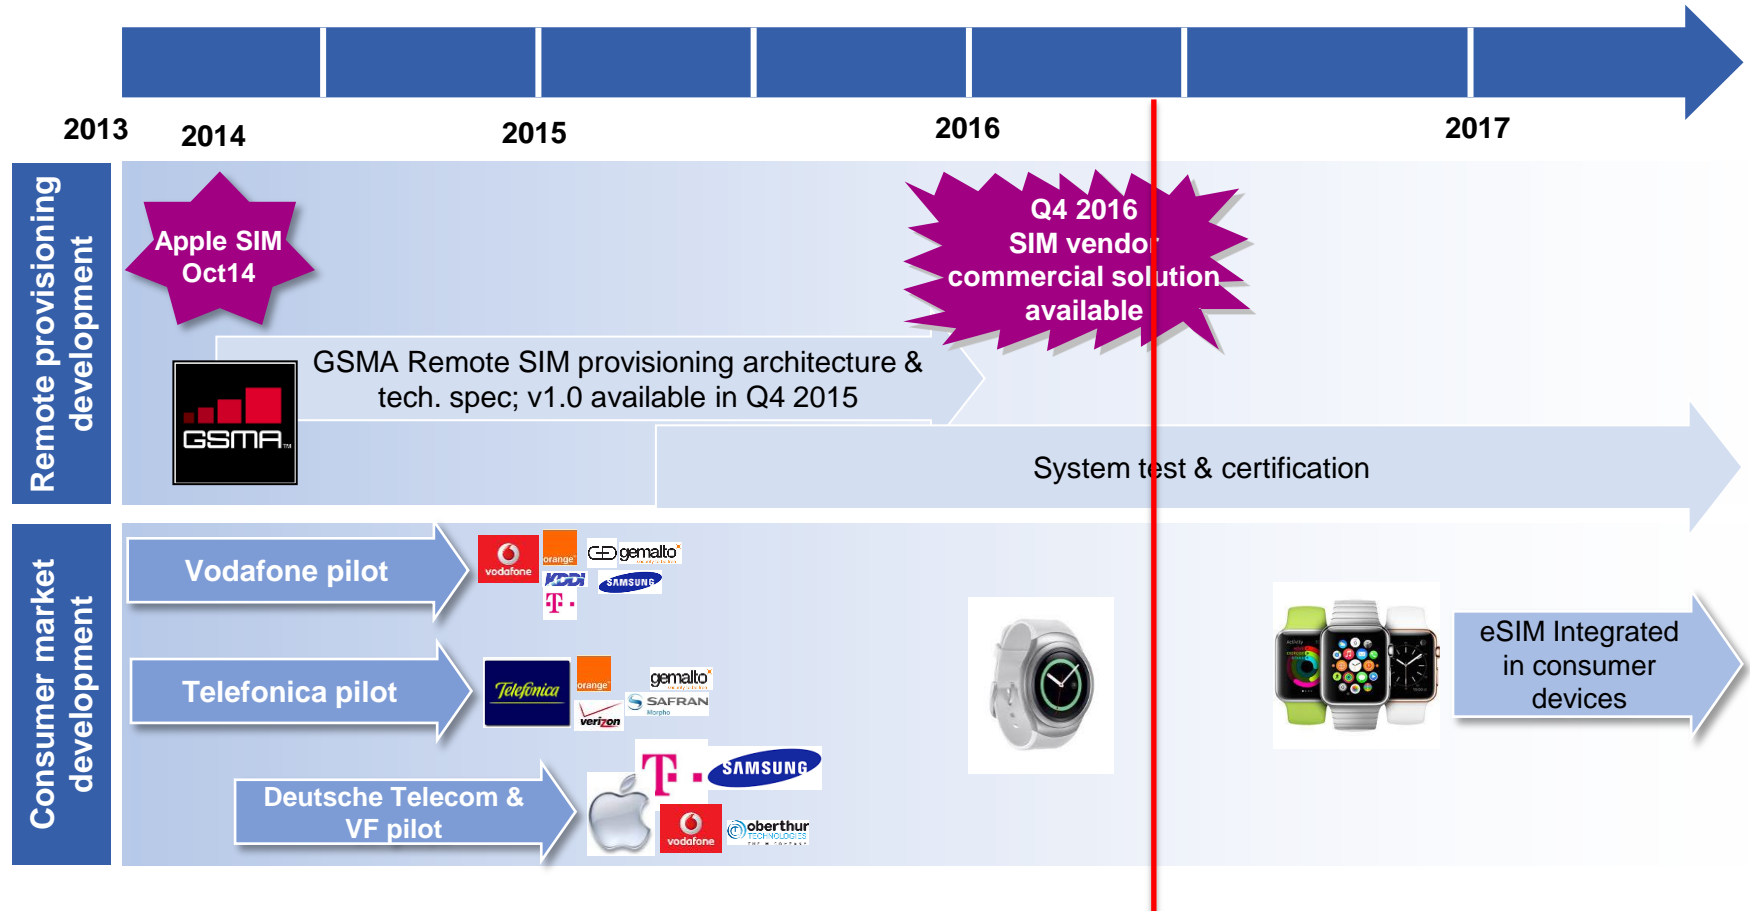 2013
2014
2015
2016
2017
Remote provisioning
development
Apple SIM
Oct14
Q4 2016
SIM vendor
commercial solution
available
GSMA Remote SIM provisioning architecture &
tech. spec; v1.0 available in Q4 2015
GSMA
TM
System test & certification
Consumer market
development
Vodafone pilot
vodafone
orange
G+D
gemalto
KDDI
SAMSUNG
T
Telefonica pilot
Telefónica
orange
gemalto
verizon
SAFRAN
Morpho
Deutsche Telecom &
VF pilot
T
SAMSUNG
vodafone
oberthur
TECHNOLOGIES
eSIM Integrated
in consumer
devices